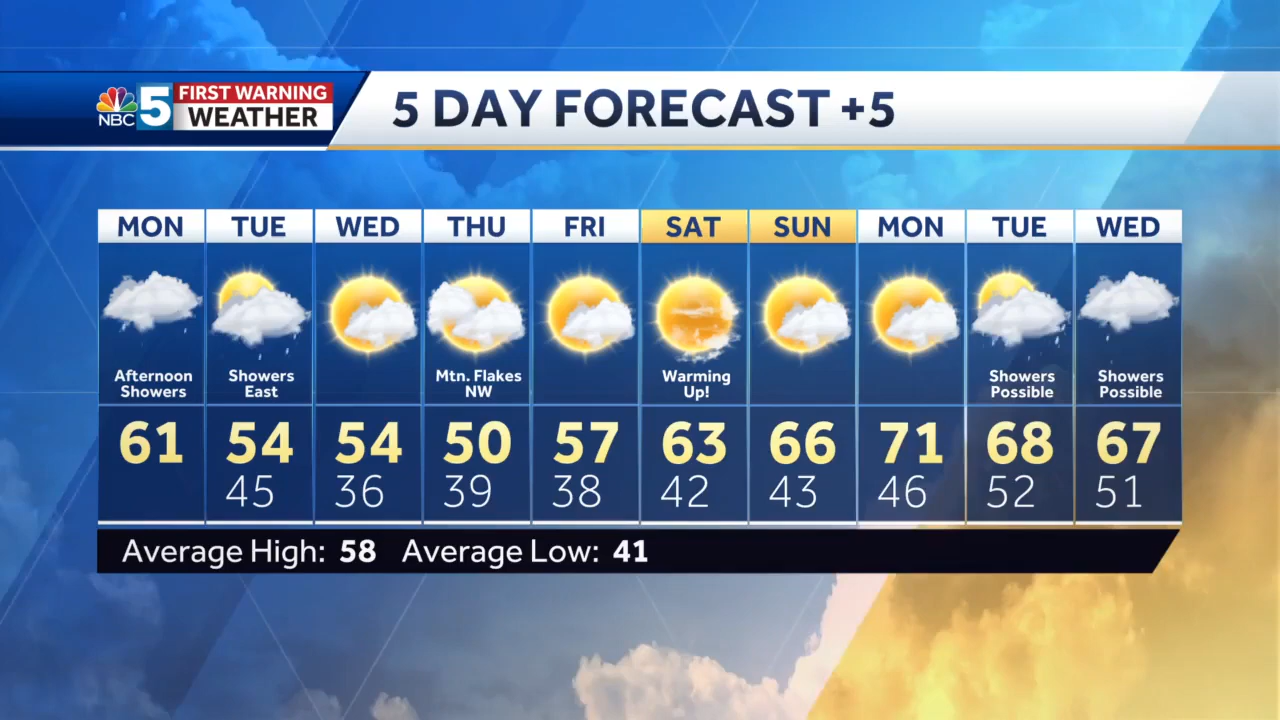 NBC 5 FIRST WARNING
WEATHER
5 DAY FORECAST +5
MON TUE WED THU FRI SAT SUN MON TUE WED
Afternoon Showers Mtn. Flakes Warming Showers Showers
Showers East NW Up! Possible Possible
61 54 54 50 57 63 66 71 68 67
45 36 39 38 42 43 46 52 51
Average High: 58 Average Low: 41